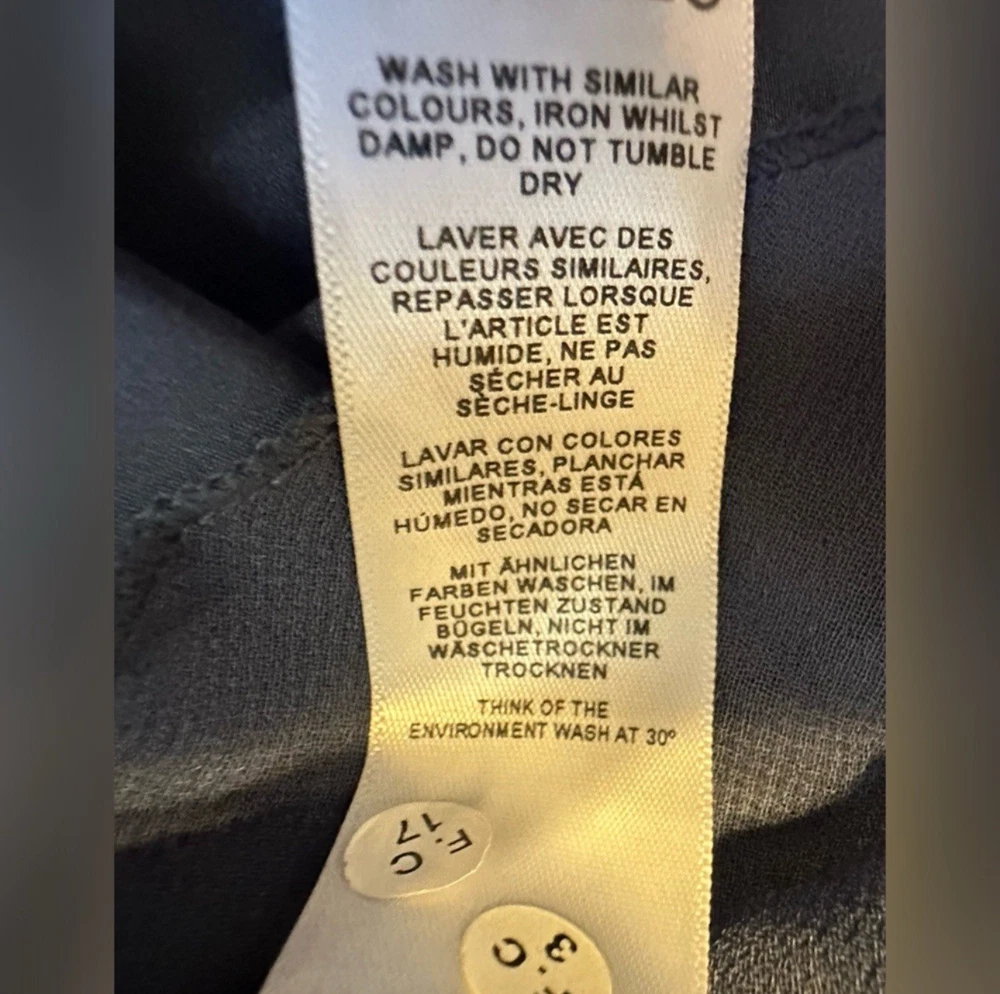 WASH WITH SIMILAR
COLOURS, IRON WHILST
DAMP, DO NOT TUMBLE
DRY
LAVER AVEC DES
COULEURS SIMILAIRES,
REPASSER LORSQUE
L'ARTICLE EST
HUMIDE, NE PAS
SÉCHER AU
SÈCHE-LINGE
LAVAR CON COLORES
SIMILARES, PLANCHAR
MIENTRAS ESTÁ
HÚMEDO, NO SECAR EN
SECADORA
MIT ÄHNLICHEN
FARBEN WASCHEN, IM
FEUCHTEN ZUSTAND
BÜGELN, NICHT IM
WÄSCHETROCKNER
TROCKNEN
THINK OF THE
ENVIRONMENT WASH AT 30º
F.C
17